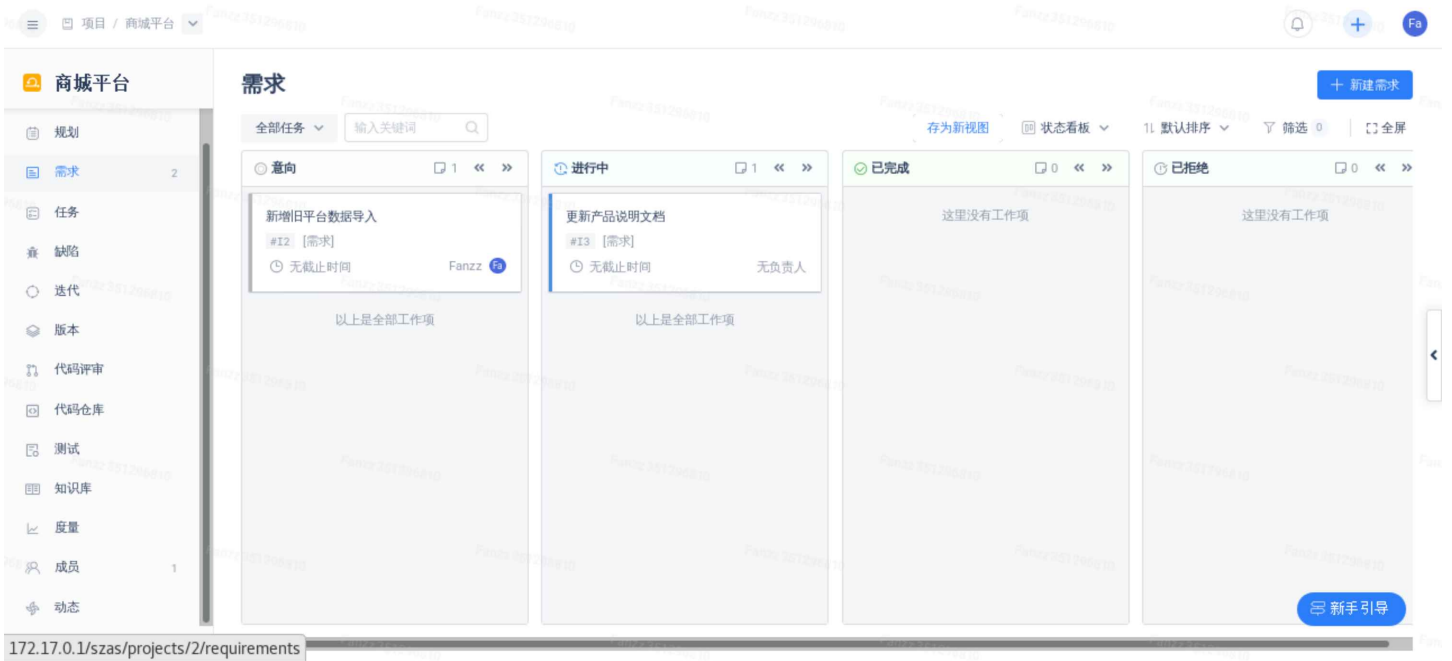 项目 / 商城平台
Fa
商城平台
规划
需求 2
任务
缺陷
迭代
版本
代码评审
代码仓库
测试
知识库
度量
成员 1
动态
需求
+ 新建需求
全部任务
输入关键词
存为新视图
状态看板
默认排序
筛选 0
全屏
意向 1
新增旧平台数据导入
#I2 [需求]
无截止时间 Fanzz Fa
以上是全部工作项
进行中 1
更新产品说明文档
#I3 [需求]
无截止时间 无负责人
以上是全部工作项
已完成 0
这里没有工作项
已拒绝 0
这里没有工作项
新手引导
172.17.0.1/szas/projects/2/requirements